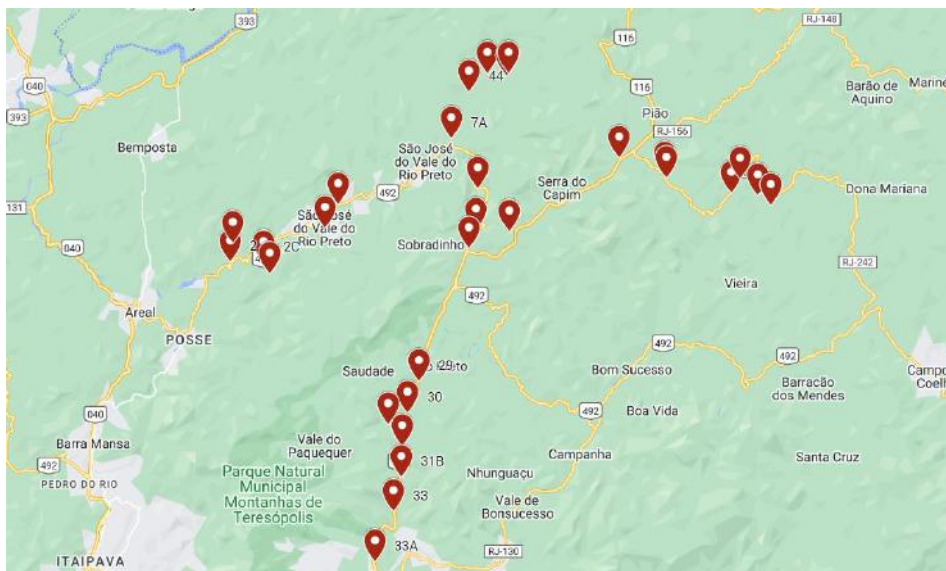 393
RJ-148
116
040
44
116
Barão de
Aquino
Pião
393
7A
RJ-156
Bemposta
São José
do Vale do
Rio Preto
Serra do
Capim
492
Dona Mariana
131
São José
do Vale do
Rio Preto
040
Sobradinho
2C
RJ-242
Vieira
492
Areal
POSSE
492
492
Saudade
29
Bom Sucesso
Barracão
dos Mendes
30
492
Boa Vida
040
Barra Mansa
Vale do
Paquequer
Campanha
Santa Cruz
31B
492
Parque Natural
Municipal
Montanhas de
Teresópolis
Nhunguaçu
PEDRO DO RIO
33
Vale de
Bonsucesso
33A
RJ-130
ITAIPAVA